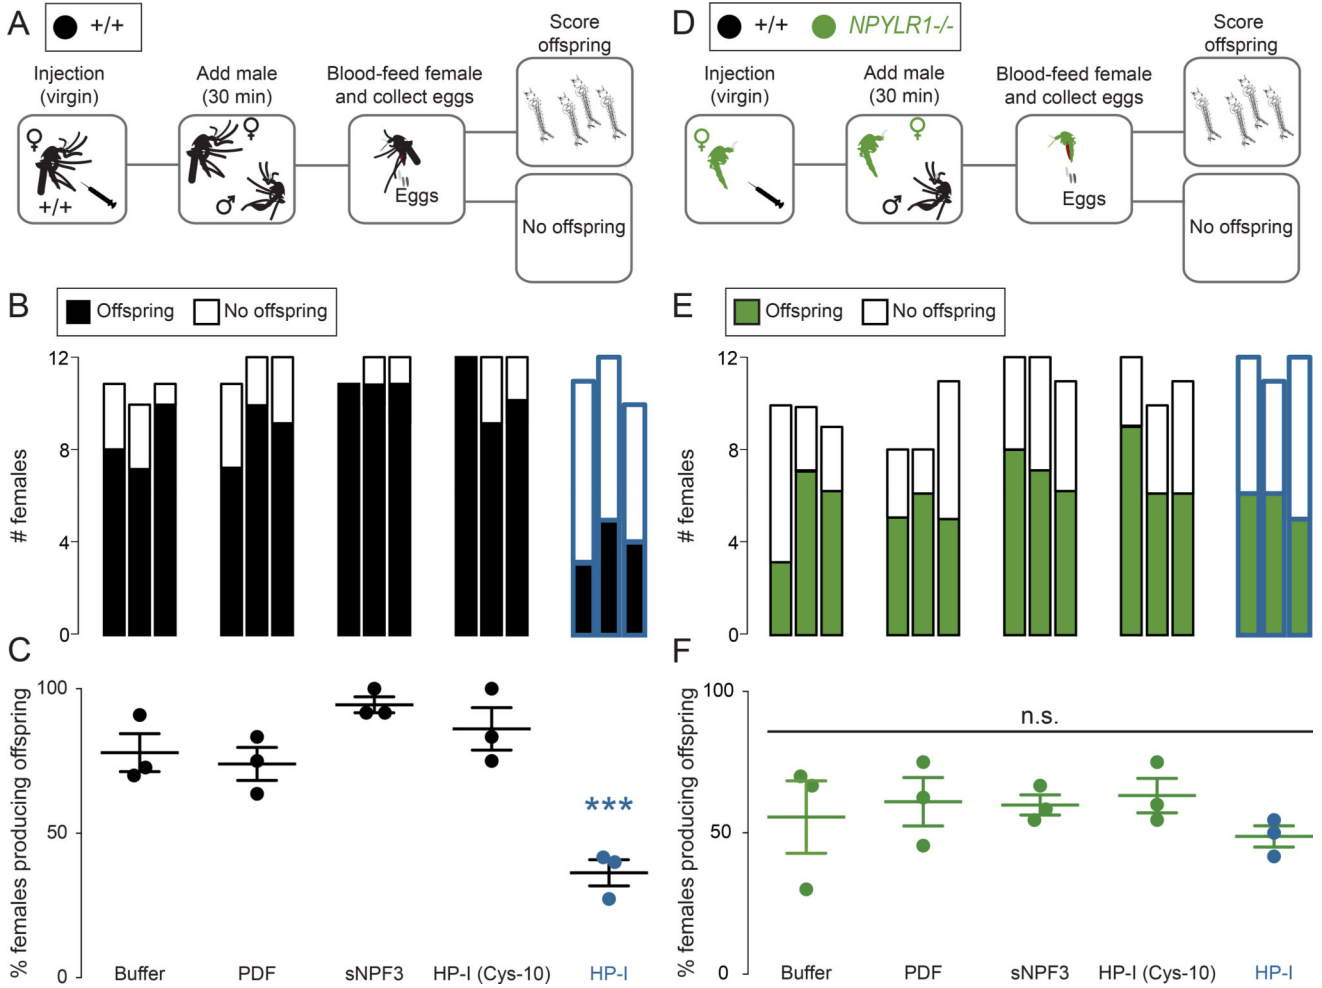 A
+/+
Injection
(virgin)
♀
+/+
Add male
(30 min)
♀
♂
Blood-feed female
and collect eggs
Eggs
Score
offspring
No offspring
D
+/+
NPYLR1-/-
Injection
(virgin)
♀
Add male
(30 min)
♀
♂
Blood-feed female
and collect eggs
Eggs
Score
offspring
No offspring
B
Offspring
No offspring
# females
12
8
4
0
E
Offspring
No offspring
# females
12
8
4
0
C
% females producing offspring
100
50
0
***
Buffer
PDF
sNPF3
HP-I (Cys-10)
HP-I
F
% females producing offspring
100
50
0
n.s.
Buffer
PDF
sNPF3
HP-I (Cys-10)
HP-I